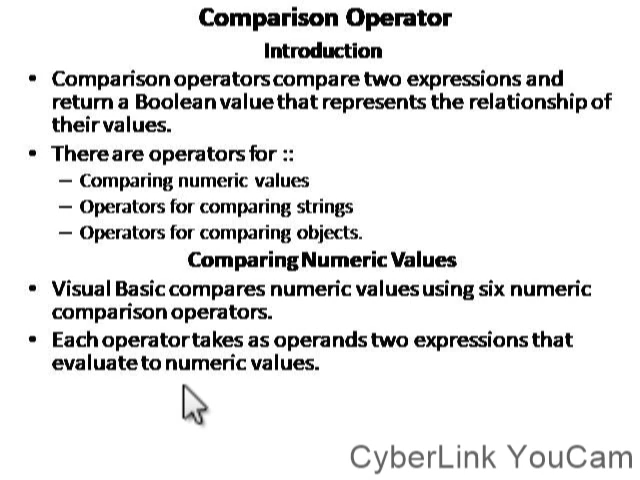 Comparison Operator
Introduction
• Comparison operators compare two expressions and
return a Boolean value that represents the relationship of
their values.
• There are operators for ::
– Comparing numeric values
– Operators for comparing strings
– Operators for comparing objects.
Comparing Numeric Values
• Visual Basic compares numeric values using six numeric
comparison operators.
• Each operator takes as operands two expressions that
evaluate to numeric values.
CyberLink YouCam